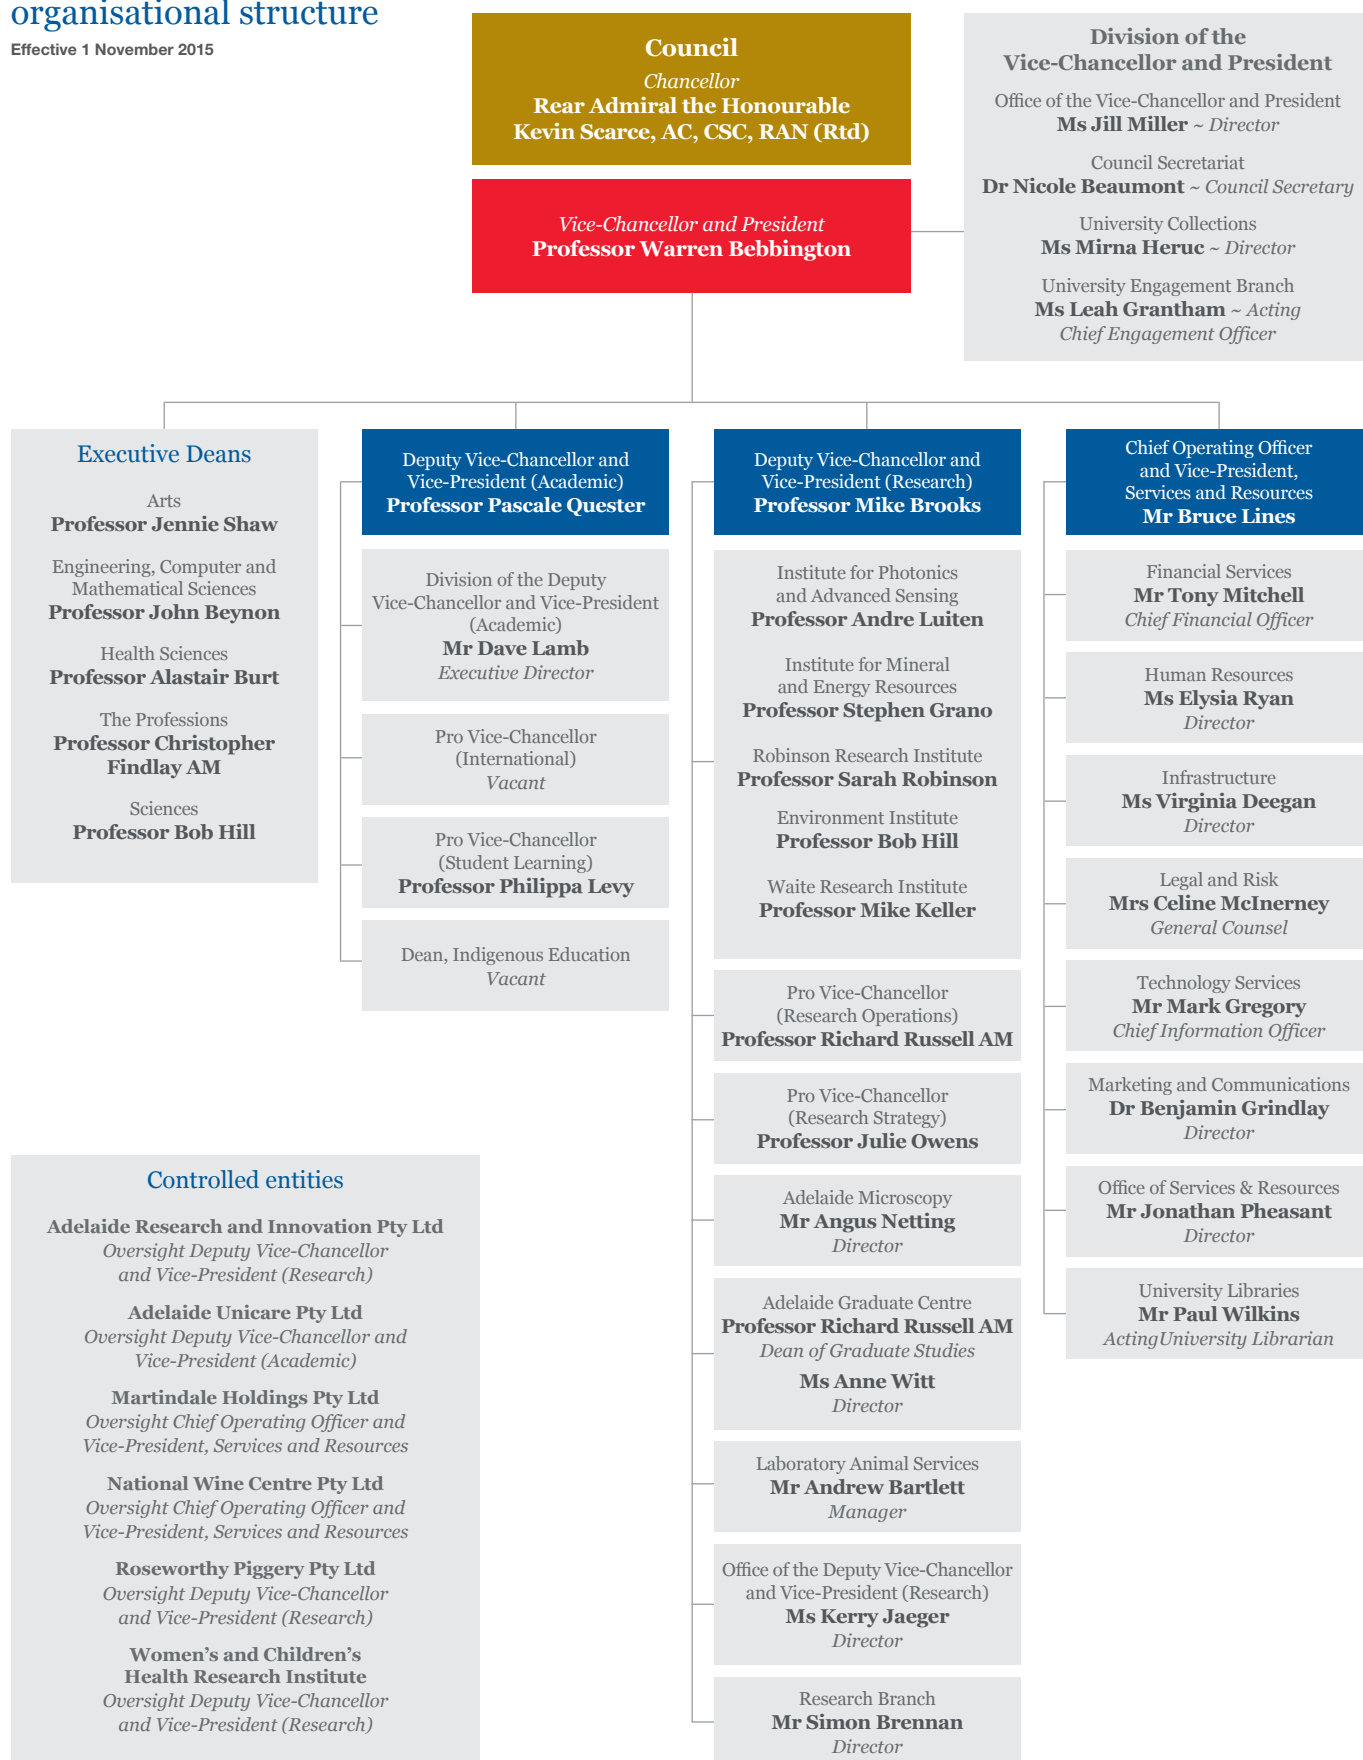 organisational structure
Effective 1 November 2015
Council
Chancellor
Rear Admiral the Honourable
Kevin Scarce, AC, CSC, RAN (Rtd)
Vice-Chancellor and President
Professor Warren Bebbington
Division of the
Vice-Chancellor and President
Office of the Vice-Chancellor and President
Ms Jill Miller ~ Director
Council Secretariat
Dr Nicole Beaumont ~ Council Secretary
University Collections
Ms Mirna Heruc ~ Director
University Engagement Branch
Ms Leah Grantham ~ Acting
Chief Engagement Officer
Executive Deans
Arts
Professor Jennie Shaw
Engineering, Computer and
Mathematical Sciences
Professor John Beynon
Health Sciences
Professor Alastair Burt
The Professions
Professor Christopher
Findlay AM
Sciences
Professor Bob Hill
Deputy Vice-Chancellor and
Vice-President (Academic)
Professor Pascale Quester
Division of the Deputy
Vice-Chancellor and Vice-President
(Academic)
Mr Dave Lamb
Executive Director
Pro Vice-Chancellor
(International)
Vacant
Pro Vice-Chancellor
(Student Learning)
Professor Philippa Levy
Dean, Indigenous Education
Vacant
Deputy Vice-Chancellor and
Vice-President (Research)
Professor Mike Brooks
Institute for Photonics
and Advanced Sensing
Professor Andre Luiten
Institute for Mineral
and Energy Resources
Professor Stephen Grano
Robinson Research Institute
Professor Sarah Robinson
Environment Institute
Professor Bob Hill
Waite Research Institute
Professor Mike Keller
Pro Vice-Chancellor
(Research Operations)
Professor Richard Russell AM
Pro Vice-Chancellor
(Research Strategy)
Professor Julie Owens
Adelaide Microscopy
Mr Angus Netting
Director
Adelaide Graduate Centre
Professor Richard Russell AM
Dean of Graduate Studies
Ms Anne Witt
Director
Laboratory Animal Services
Mr Andrew Bartlett
Manager
Office of the Deputy Vice-Chancellor
and Vice-President (Research)
Ms Kerry Jaeger
Director
Research Branch
Mr Simon Brennan
Director
Chief Operating Officer
and Vice-President,
Services and Resources
Mr Bruce Lines
Financial Services
Mr Tony Mitchell
Chief Financial Officer
Human Resources
Ms Elysia Ryan
Director
Infrastructure
Ms Virginia Deegan
Director
Legal and Risk
Mrs Celine McInerney
General Counsel
Technology Services
Mr Mark Gregory
Chief Information Officer
Marketing and Communications
Dr Benjamin Grindlay
Director
Office of Services & Resources
Mr Jonathan Pheasant
Director
University Libraries
Mr Paul Wilkins
ActingUniversity Librarian
Controlled entities
Adelaide Research and Innovation Pty Ltd
Oversight Deputy Vice-Chancellor
and Vice-President (Research)
Adelaide Unicare Pty Ltd
Oversight Deputy Vice-Chancellor and
Vice-President (Academic)
Martindale Holdings Pty Ltd
Oversight Chief Operating Officer and
Vice-President, Services and Resources
National Wine Centre Pty Ltd
Oversight Chief Operating Officer and
Vice-President, Services and Resources
Roseworthy Piggery Pty Ltd
Oversight Deputy Vice-Chancellor
and Vice-President (Research)
Women's and Children's
Health Research Institute
Oversight Deputy Vice-Chancellor
and Vice-President (Research)